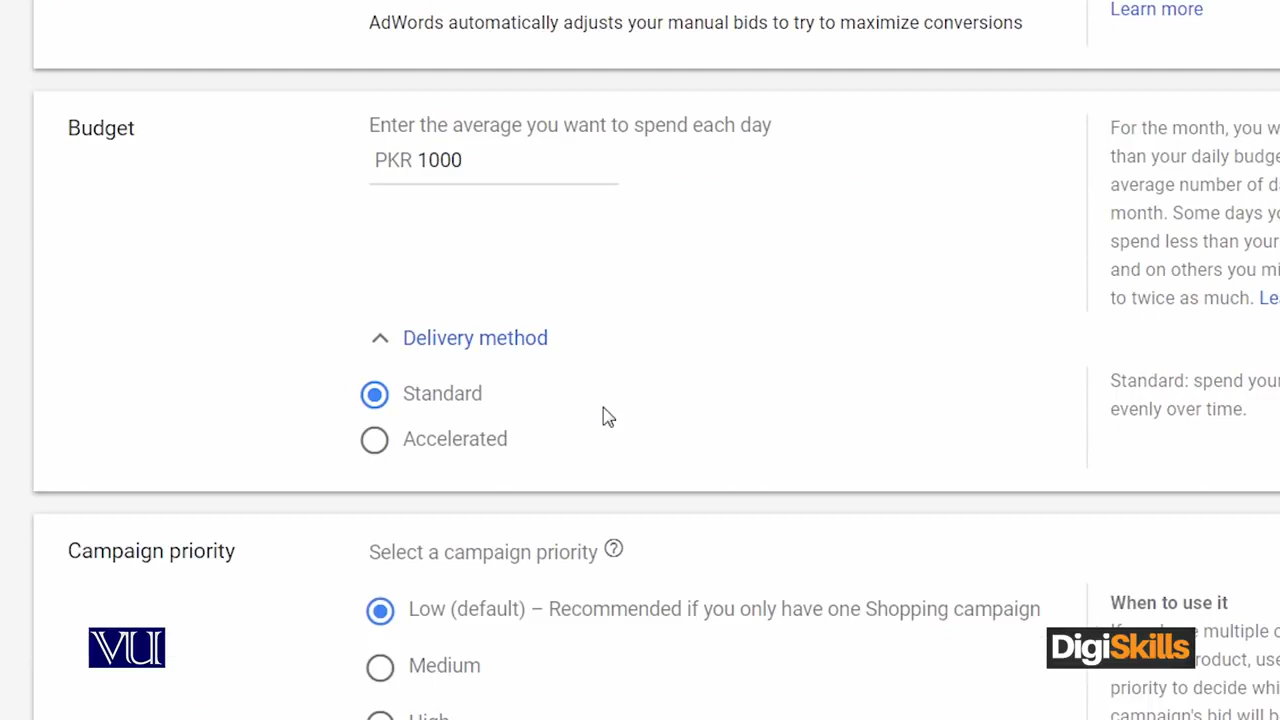 AdWords automatically adjusts your manual bids to try to maximize conversions
Learn more
Budget
Enter the average you want to spend each day
PKR 1000
For the month, you w
than your daily budge
average number of d
month. Some days yo
spend less than your
and on others you mi
to twice as much. Lea
Delivery method
Standard
Accelerated
Standard: spend your
evenly over time.
Campaign priority
Select a campaign priority
Low (default) – Recommended if you only have one Shopping campaign
Medium
High
When to use it
multiple c
roduct, use
priority to decide whi
campaign's bid will b
VU
DigiSkills